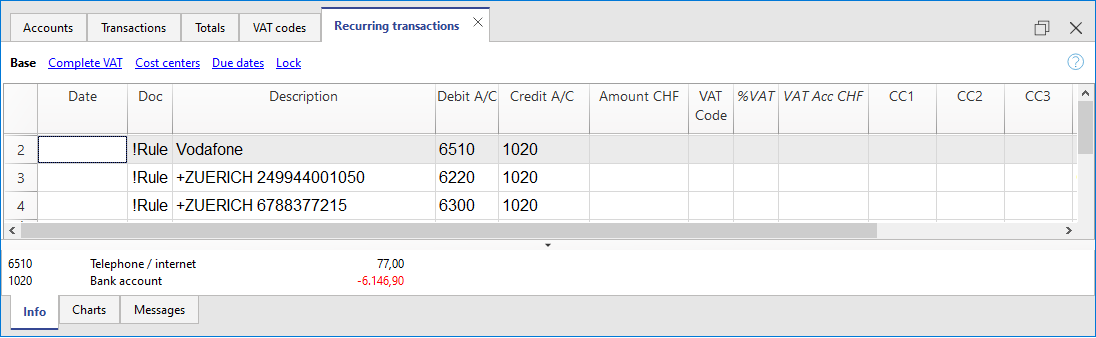 Accounts Transactions Totals VAT codes Recurring transactions
Base Complete VAT Cost centers Due dates Lock ?
Date Doc Description Debit A/C Credit A/C Amount CHF VAT Code %VAT VAT Acc CHF CC1 CC2 CC3
2 !Rule Vodafone 6510 1020
3 !Rule +ZUERICH 249944001050 6220 1020
4 !Rule +ZUERICH 6788377215 6300 1020
6510 Telephone / internet 77,00
1020 Bank account -6.146,90
Info Charts Messages